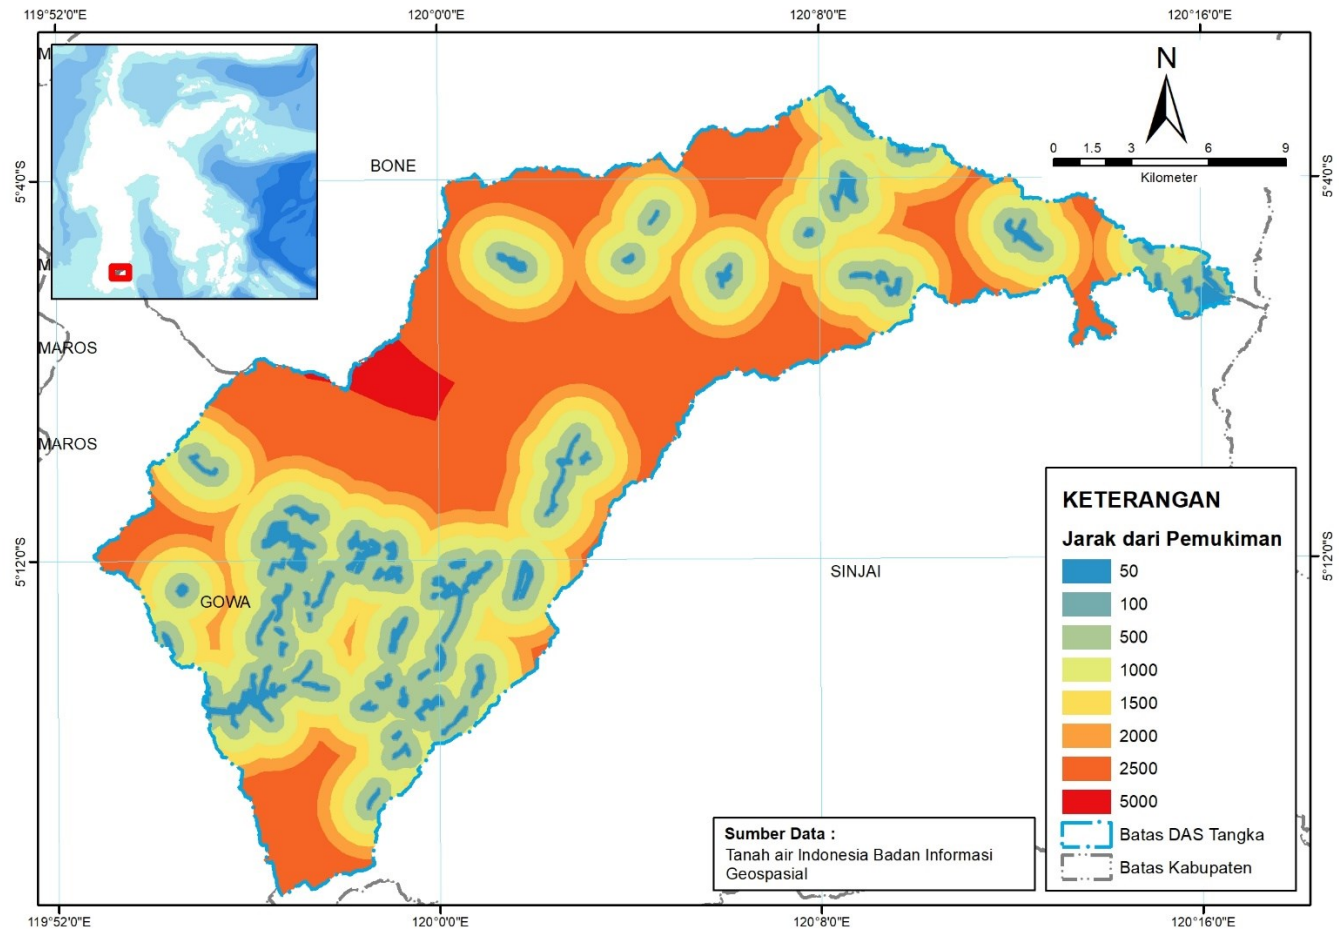 119°52'0"E 120°0'0"E 120°8'0"E 120°16'0"E
M
N
0 1.5 3 6 9
Kilometer
BONE
5°4'0"S 5°4'0"S
M
MAROS
MAROS
KETERANGAN
Jarak dari Pemukiman
50
100
500
1000
1500
2000
2500
5000
Batas DAS Tangka
Batas Kabupaten
5°12'0"S 5°12'0"S
SINJAI
GOWA
Sumber Data :
Tanah air Indonesia Badan Informasi
Geospasial
119°52'0"E 120°0'0"E 120°8'0"E 120°16'0"E